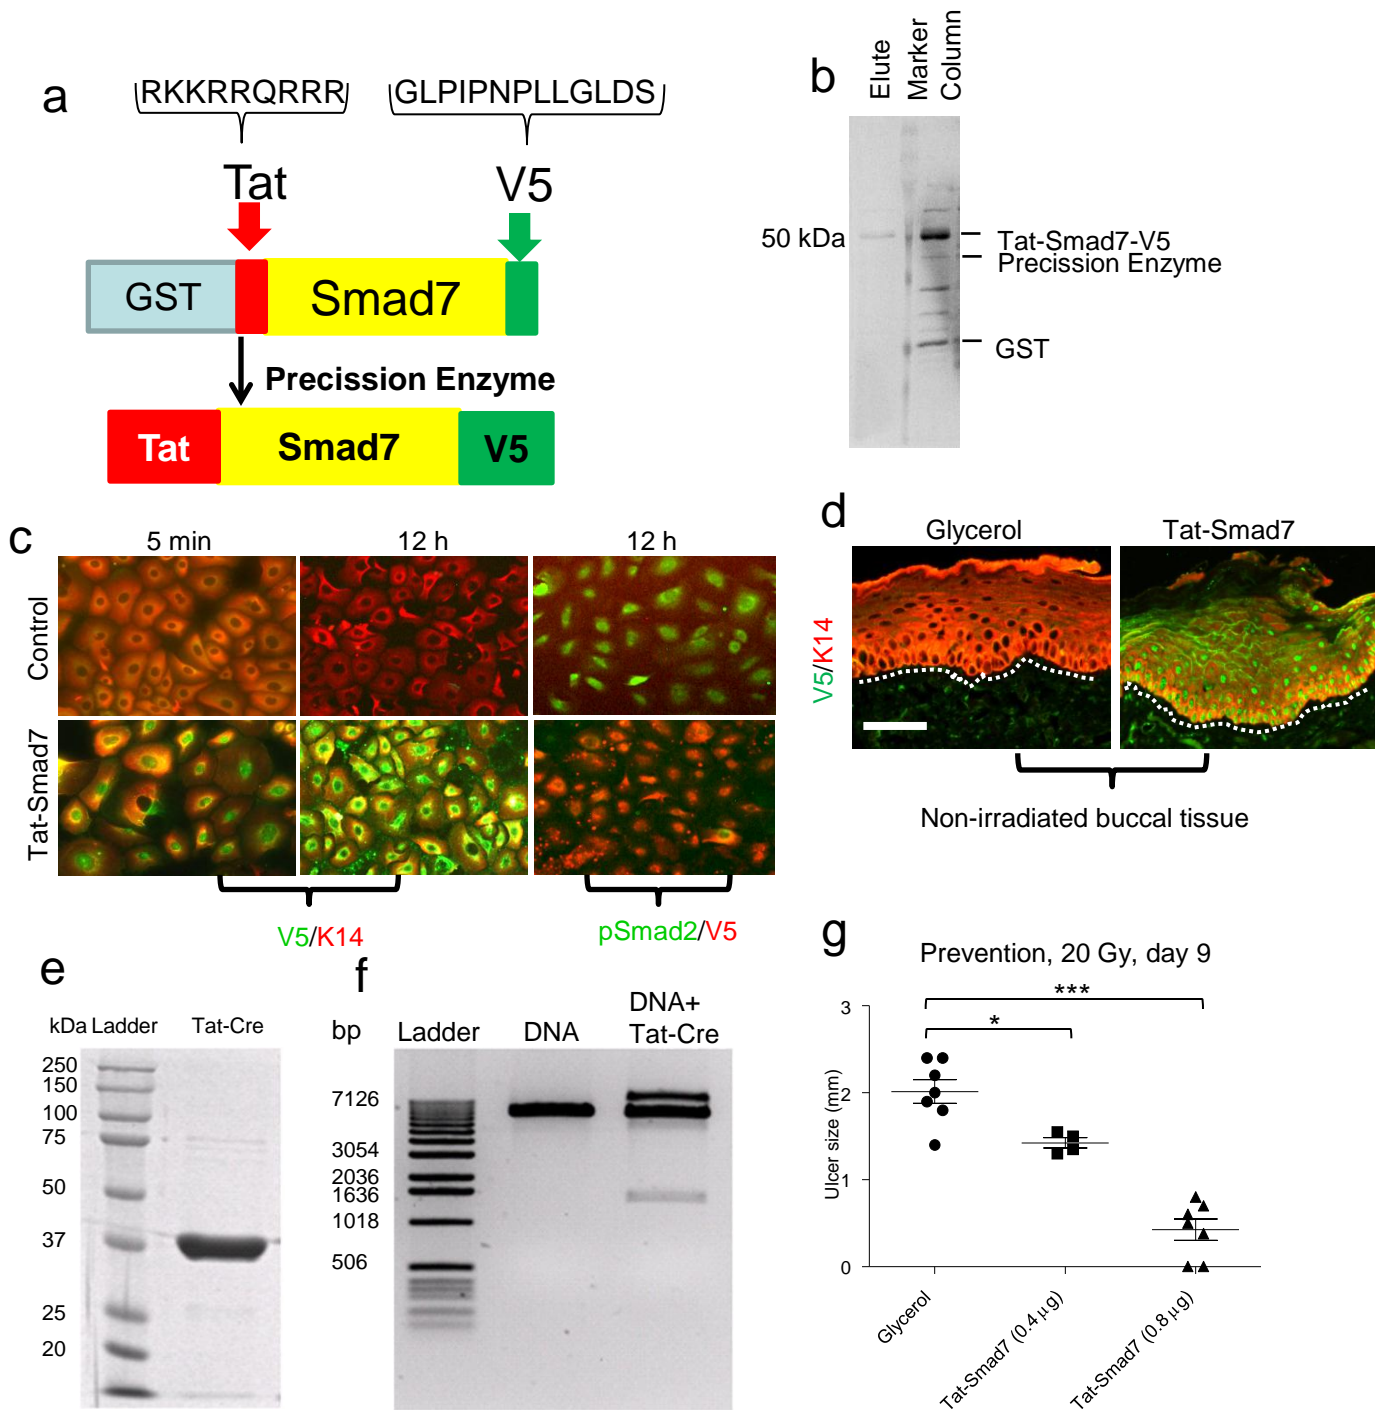 a
RKKRRQRRR
GLPIPNPLLGLDS
Tat
V5
GST
Smad7
Precission Enzyme
Tat
Smad7
V5
b
Elute
Marker
Column
50 kDa
Tat-Smad7-V5
Precission Enzyme
GST
c
5 min
12 h
12 h
Control
Tat-Smad7
V5/K14
pSmad2/V5
d
Glycerol
Tat-Smad7
V5/K14
Non-irradiated buccal tissue
e
kDa Ladder
Tat-Cre
250
150
100
75
50
37
25
20
f
bp
Ladder
DNA
DNA+
Tat-Cre
7126
3054
2036
1636
1018
506
g
Prevention, 20 Gy, day 9
***
*
Ulcer size (mm)
3
2
1
0
Glycerol
Tat-Smad7 (0.4 μg)
Tat-Smad7 (0.8 μg)